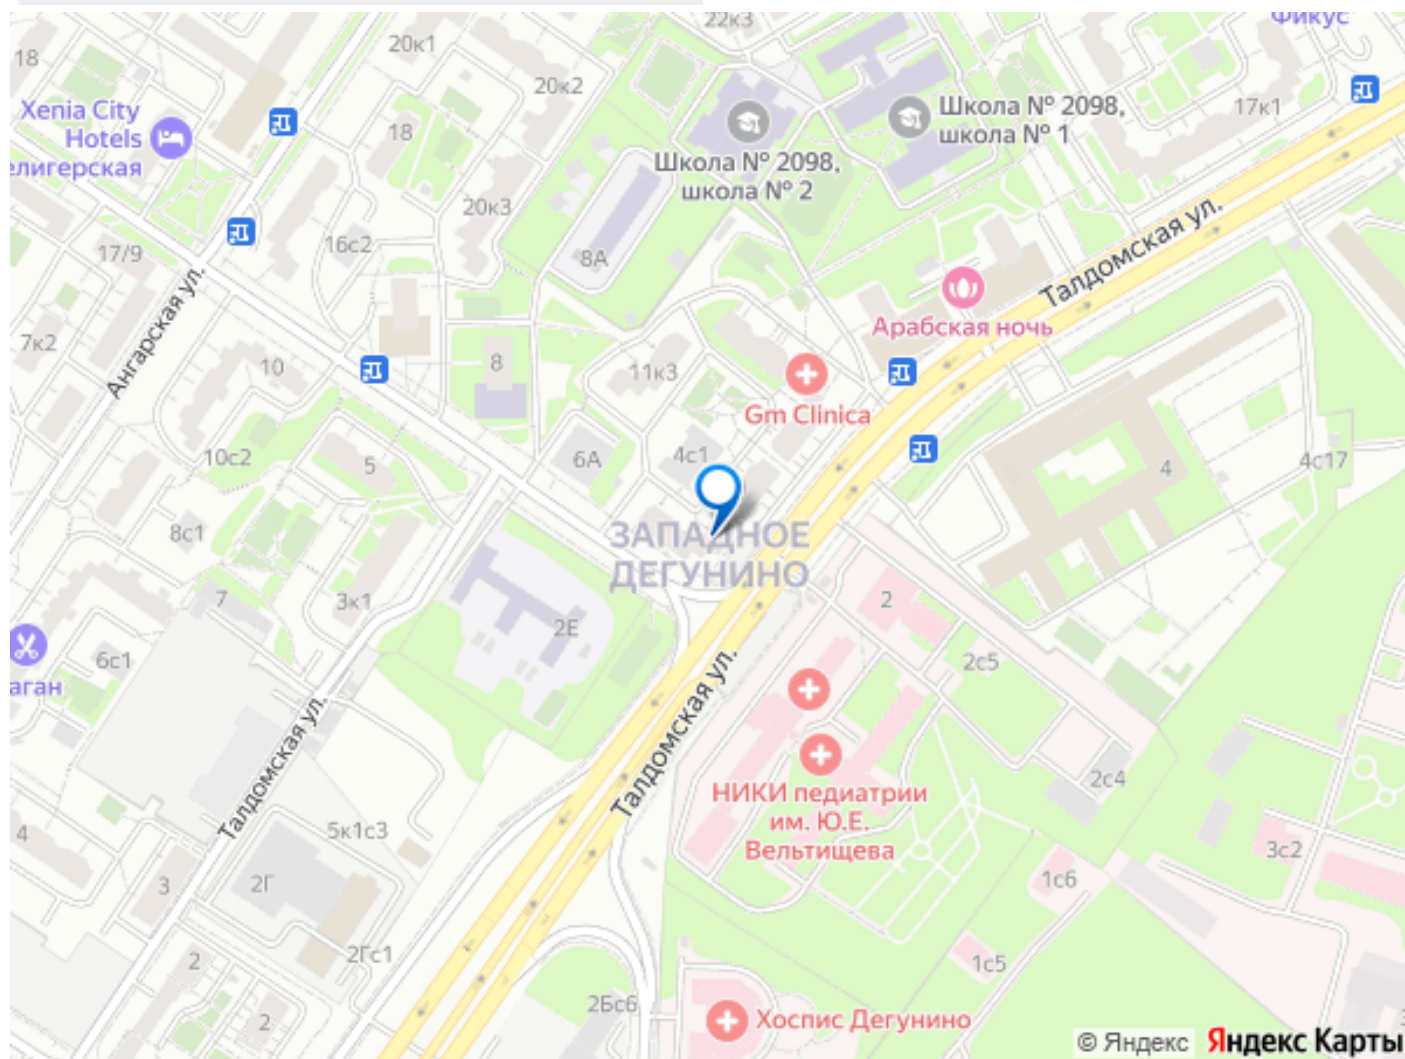 22к3
Фикус
20к1
18
20к2
Xenia City
Hotels
елигерская
18
Школа № 2098,
школа № 1
17к1
Школа № 2098,
школа № 2
20к3
16с2
17/9
8А
Талдомская ул.
Ангарская ул.
Арабская ночь
7к2
10
8
11к3
Gm Clinica
10с2
5
6А
4с1
4
4с17
8с1
ЗАПАДНОЕ
ДЕГУНИНО
7
3к1
2
2Е
6с1
аган
2с5
Талдомская ул.
Талдомская ул.
2с4
НИКИ педиатрии
им. Ю.Е.
Вельтищева
4
5к1с3
3с2
3
2Г
1с6
2Гс1
2
1с5
2Бс6
2
Хоспис Дегунино
© Яндекс Яндекс Карты